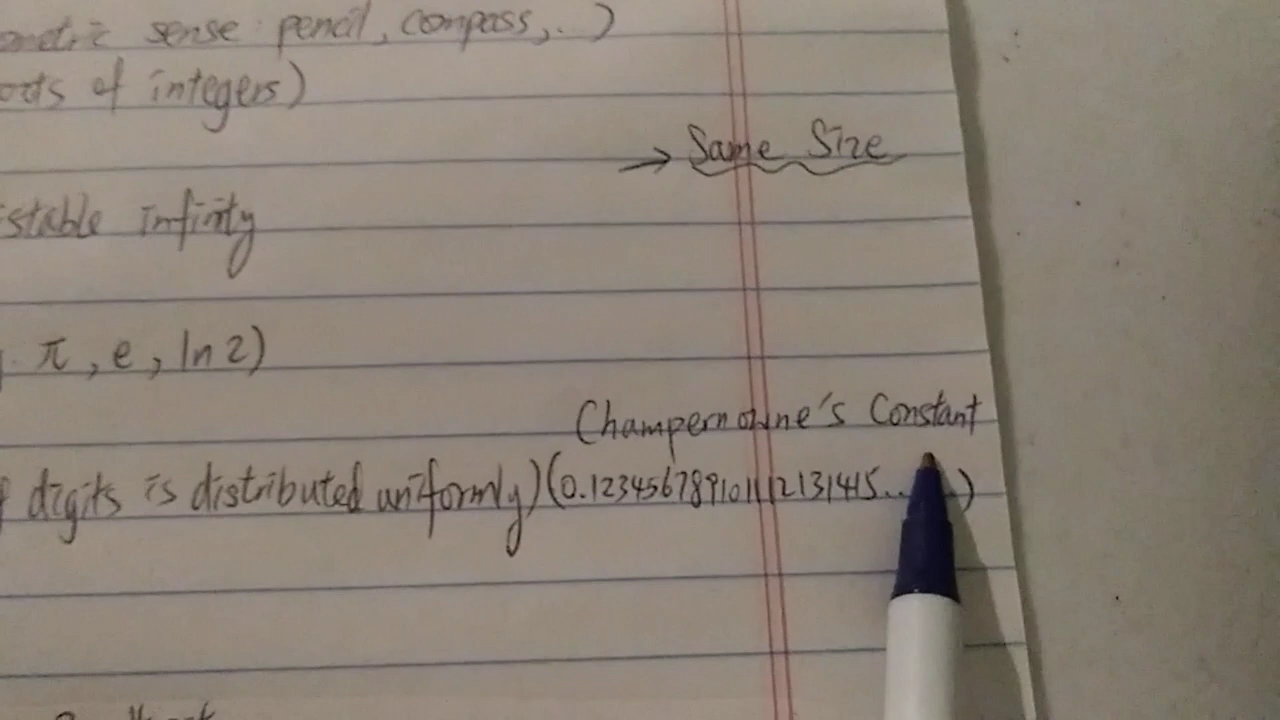 sense pencil, compass, ..)
of integers)
→ Same Size
infinity
π, e, ln 2)
Champernowne's Constant
digits is distributed uniformly) (0.123456789101112131415......)